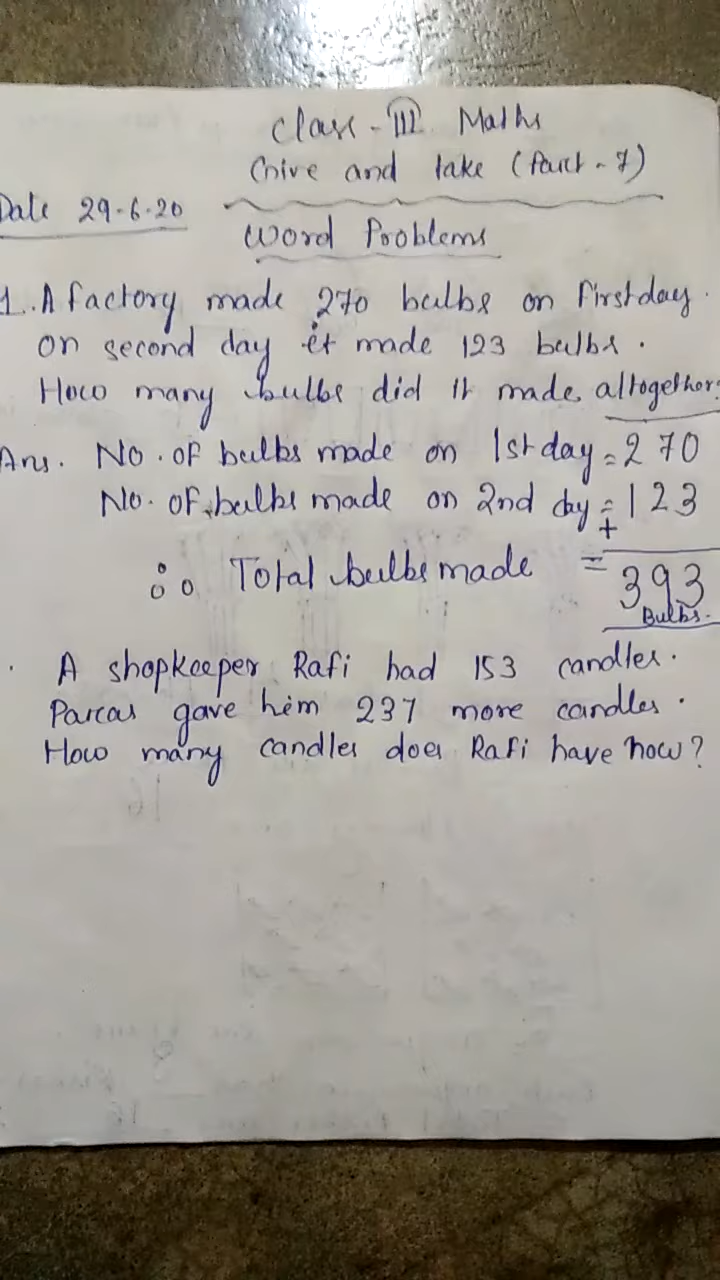 Class - III Maths
Give and take (Part - 7)
Date 29-6-20
Word Problems
1. A factory made 270 bulbs on first day.
on second day it made 123 bulbs.
How many bulbs did it made altogether?
Ans. No. of bulbs made on 1st day = 270
No. of bulbs made on 2nd day = 123
+
∴ Total bulbs made = 393
Bulbs.
. A shopkeeper Rafi had 153 candles.
Paras gave him 237 more candles.
How many candles does Rafi have now?